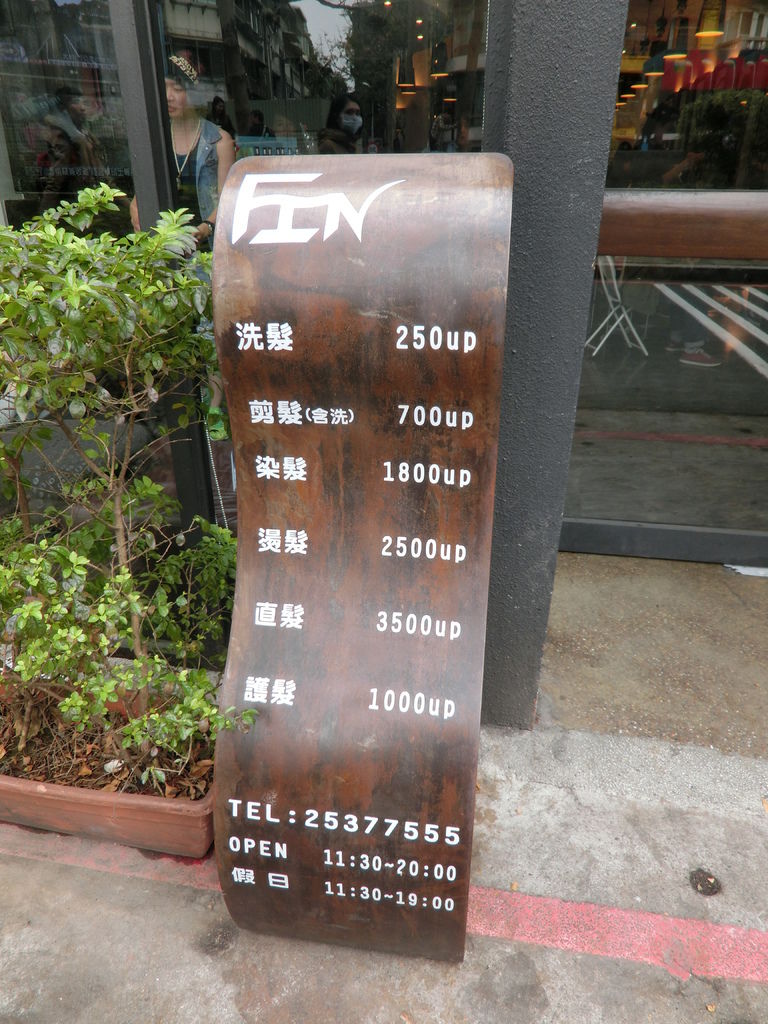 FIN
洗髮 250up
剪髮(含洗) 700up
染髮 1800up
燙髮 2500up
直髮 3500up
護髮 1000up
TEL:25377555
OPEN 11:30~20:00
假日 11:30~19:00